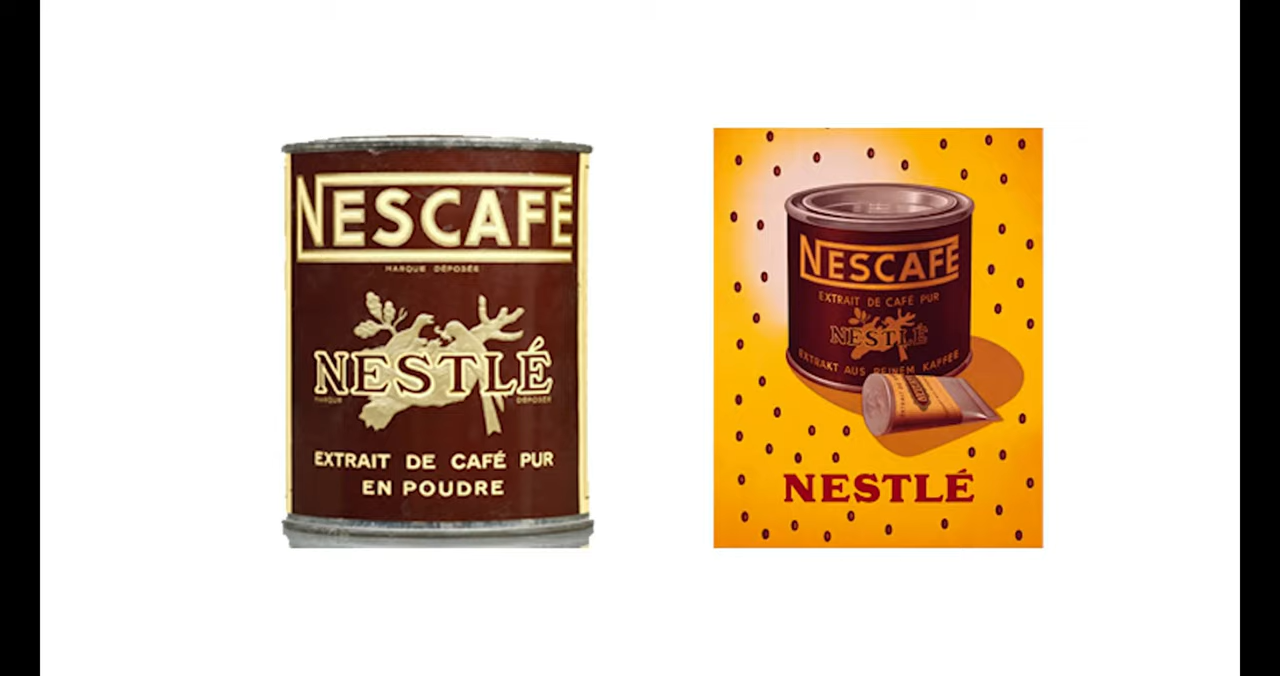 NESCAFÉ
MARQUE DÉPOSÉE
NESTLÉ
MARQUE DÉPOSÉE
EXTRAIT DE CAFÉ PUR
EN POUDRE
NESCAFÉ
EXTRAIT DE CAFÉ PUR
NESTLÉ
EXTRAKT AUS REINEM KAFFEE
NESTLÉ